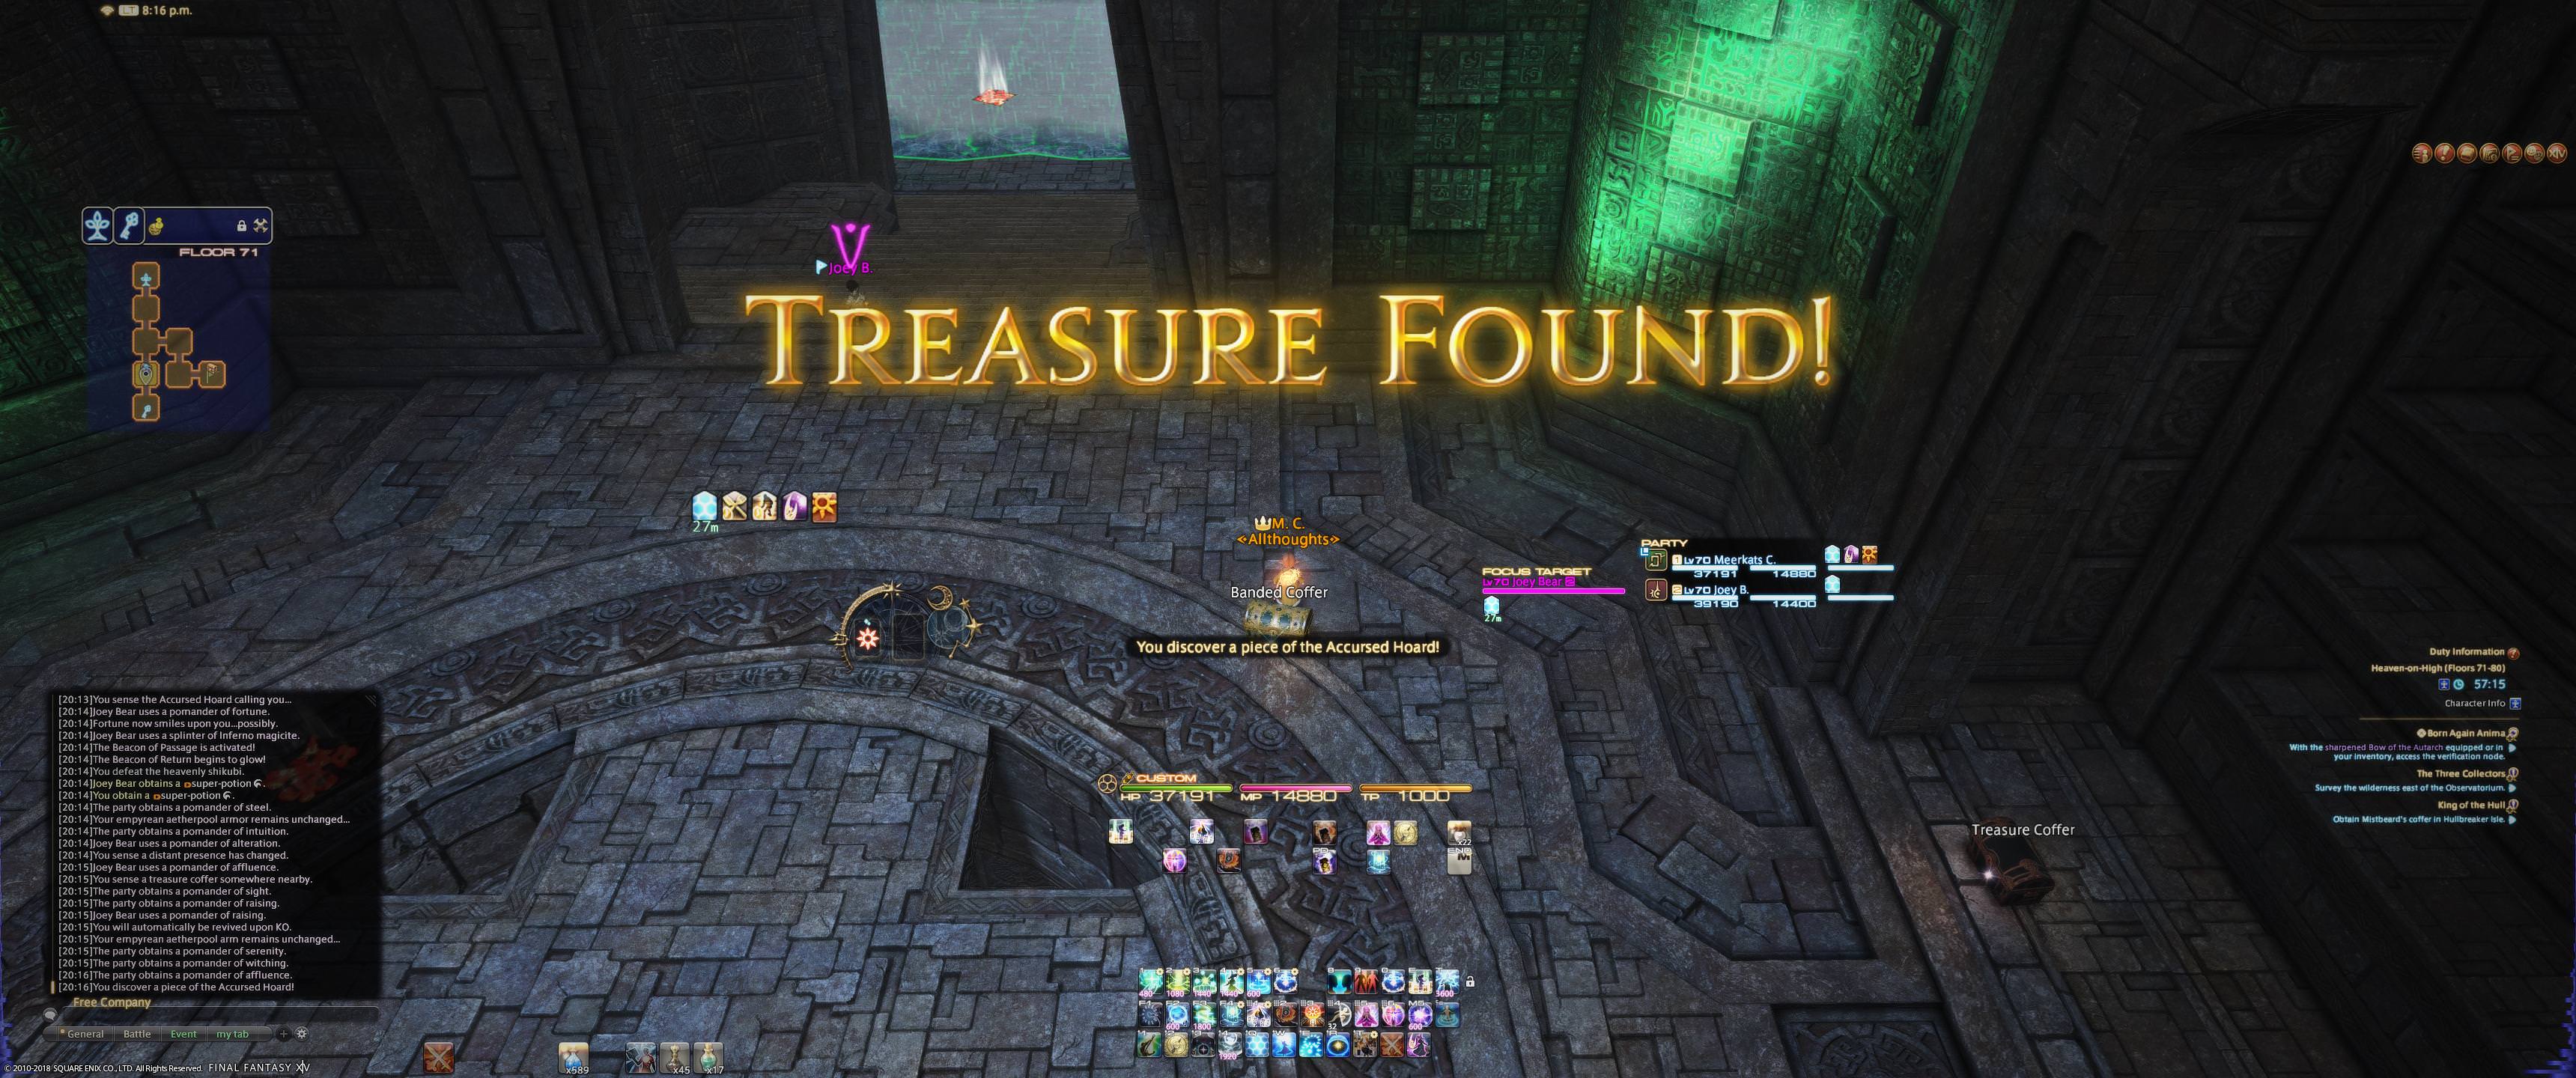 LT 8:16 p.m.
FLOOR 71
Joey B.
TREASURE FOUND!
27m
M. C.
«Allthoughts»
Banded Coffer
You discover a piece of the Accursed Hoard!
FOCUS TARGET
Lv70 Joey Bear
27m
PARTY
1 Lv70 Meerkats C.
37191 14880
2 Lv70 Joey B.
39190 14400
Duty Information
Heaven-on-High (Floors 71-80)
57:15
Character Info
Born Again Anima
With the sharpened Bow of the Autarch equipped or in
your inventory, access the verification node.
The Three Collectors
Survey the wilderness east of the Observatorium.
King of the Hull
Obtain Mistbeard's coffer in Hullbreaker Isle.
Treasure Coffer
CUSTOM
HP 37191 MP 14880 TP 1000
x22
[20:13]You sense the Accursed Hoard calling you...
[20:14]Joey Bear uses a pomander of fortune.
[20:14]Fortune now smiles upon you...possibly.
[20:14]Joey Bear uses a splinter of Inferno magicite.
[20:14]The Beacon of Passage is activated!
[20:14]The Beacon of Return begins to glow!
[20:14]You defeat the heavenly shikubi.
[20:14]Joey Bear obtains a super-potion.
[20:14]You obtain a super-potion.
[20:14]The party obtains a pomander of steel.
[20:14]Your empyrean aetherpool armor remains unchanged...
[20:14]The party obtains a pomander of intuition.
[20:14]Joey Bear uses a pomander of alteration.
[20:14]You sense a distant presence has changed.
[20:15]Joey Bear uses a pomander of affluence.
[20:15]You sense a treasure coffer somewhere nearby.
[20:15]The party obtains a pomander of sight.
[20:15]The party obtains a pomander of raising.
[20:15]Joey Bear uses a pomander of raising.
[20:15]You will automatically be revived upon KO.
[20:15]Your empyrean aetherpool arm remains unchanged...
[20:15]The party obtains a pomander of serenity.
[20:15]The party obtains a pomander of witching.
[20:16]The party obtains a pomander of affluence.
[20:16]You discover a piece of the Accursed Hoard!
Free Company
General Battle Event my tab
480 1080 1440 1440 600 3600
600 1800 32 600
1920
x589 x45 x17
© 2010-2018 SQUARE ENIX CO., LTD. All Rights Reserved. FINAL FANTASY XIV